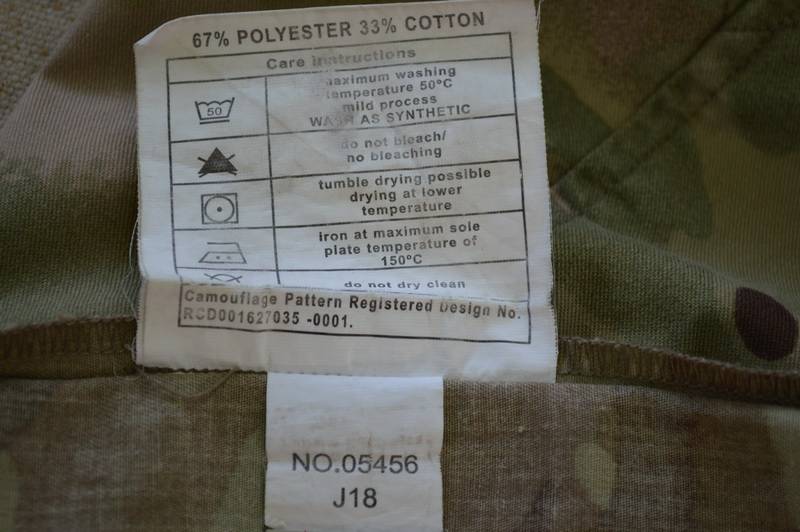 67% POLYESTER 33% COTTON
Care Instructions
50
maximum washing
temperature 50°C
mild process
WASH AS SYNTHETIC
do not bleach/
no bleaching
tumble drying possible
drying at lower
temperature
iron at maximum sole
plate temperature of
150°C
do not dry clean
Camouflage Pattern Registered Design No.
RCD001627035 -0001.
NO.05456
J18